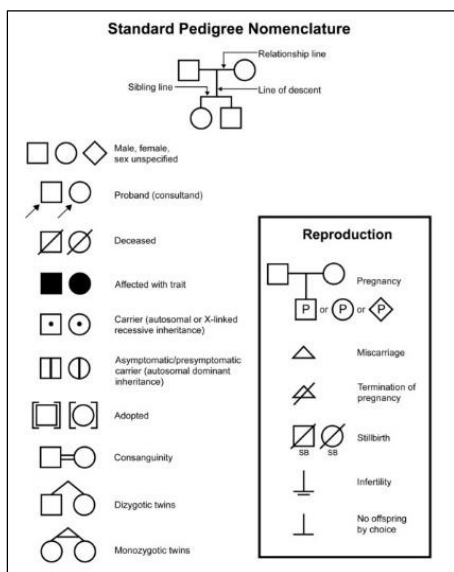 Standard Pedigree Nomenclature
Relationship line
Sibling line
Line of descent
Male, female,
sex unspecified
Proband (consultand)
Deceased
Affected with trait
Carrier (autosomal or X-linked
recessive inheritance)
Asymptomatic/presymptomatic
carrier (autosomal dominant
inheritance)
Adopted
Consanguinity
Dizygotic twins
Monozygotic twins
Reproduction
Pregnancy
P or P or P
Miscarriage
Termination of
pregnancy
Stillbirth
SB SB
Infertility
No offspring
by choice